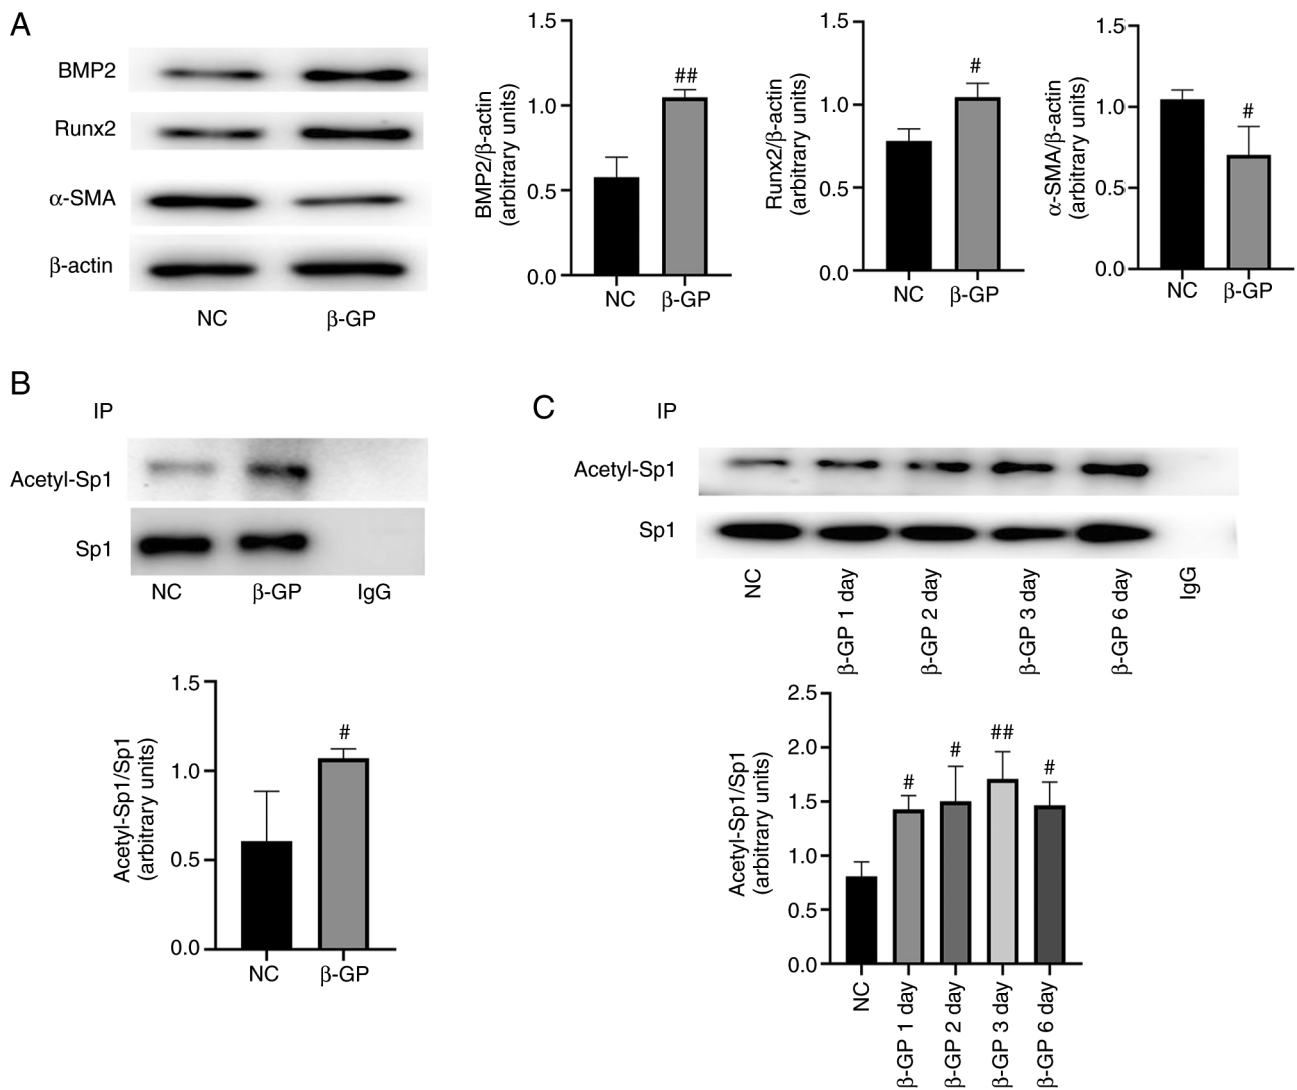 A
BMP2
Runx2
α-SMA
β-actin
NC β-GP
BMP2/β-actin
(arbitrary units)
1.5
1.0
0.5
0.0
##
NC β-GP
Runx2/β-actin
(arbitrary units)
1.5
1.0
0.5
0.0
#
NC β-GP
α-SMA/β-actin
(arbitrary units)
1.5
1.0
0.5
0.0
#
NC β-GP
B
IP
Acetyl-Sp1
Sp1
NC β-GP IgG
Acetyl-Sp1/Sp1
(arbitrary units)
1.5
1.0
0.5
0.0
#
NC β-GP
C
IP
Acetyl-Sp1
Sp1
NC
β-GP 1 day
β-GP 2 day
β-GP 3 day
β-GP 6 day
IgG
Acetyl-Sp1/Sp1
(arbitrary units)
2.5
2.0
1.5
1.0
0.5
0.0
#
#
##
#
NC
β-GP 1 day
β-GP 2 day
β-GP 3 day
β-GP 6 day